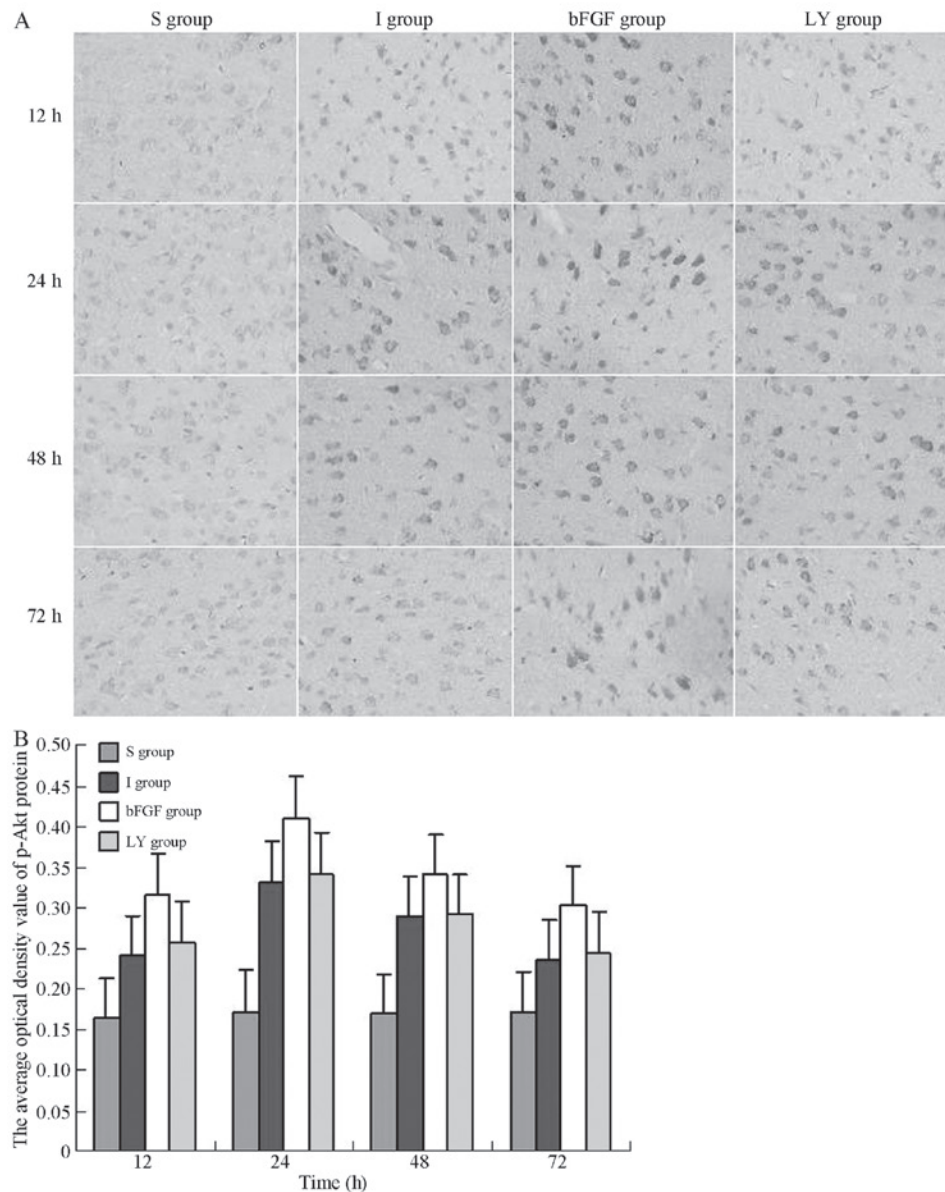 A
S group I group bFGF group LY group
12 h
24 h
48 h
72 h
B
The average optical density value of p-Akt protein
0.50
0.45
0.40
0.35
0.30
0.25
0.20
0.15
0.10
0.05
0
S group
I group
bFGF group
LY group
12 24 48 72
Time (h)